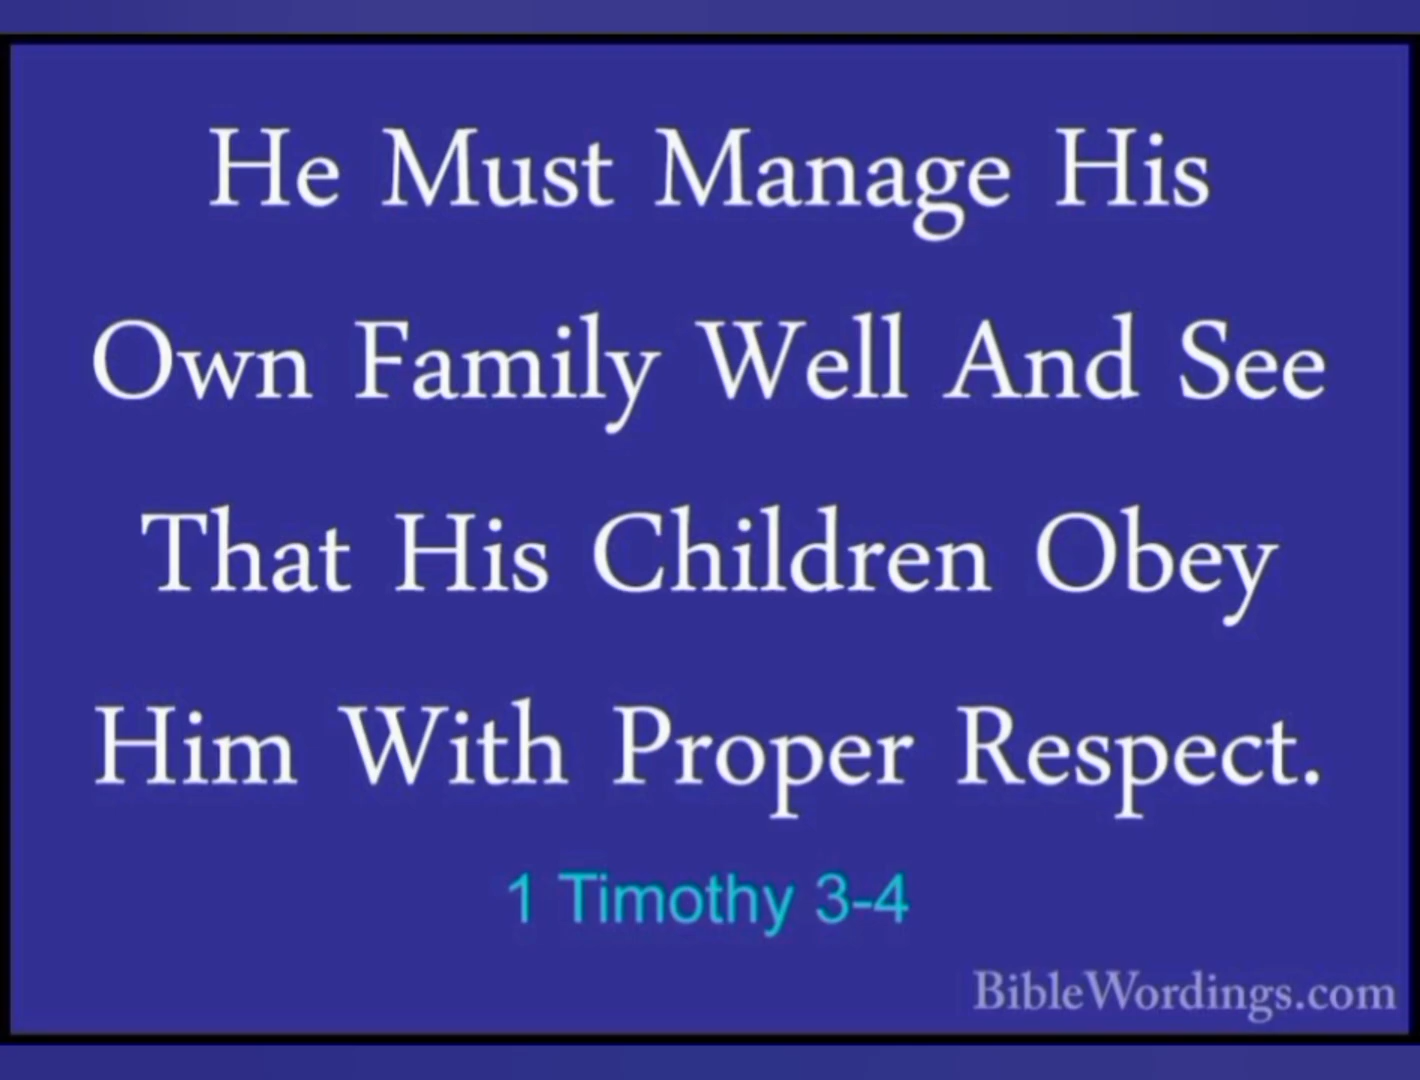 He Must Manage His
Own Family Well And See
That His Children Obey
Him With Proper Respect.
1 Timothy 3-4
BibleWordings.com